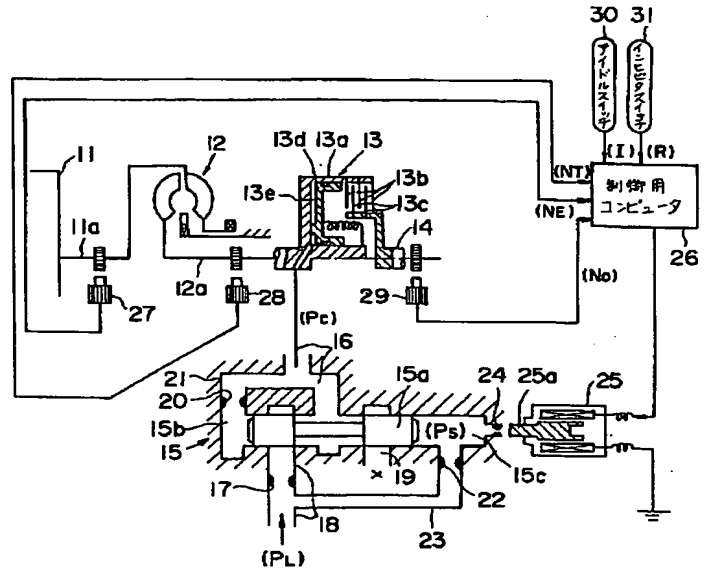 30 31
アイドルスイッチ
インヒビタスイッチ
(I) (R)
(NT)
(NE)
制御用
コンピュータ
26
(No)
11
12
13d 13a 13
13e
13b
13c
14
11a
12a
27
28
29
(Pc)
16
21
20
15b
15
15a
24
25a
25
(Ps)
15c
17
18
19
×
22
23
(PL)